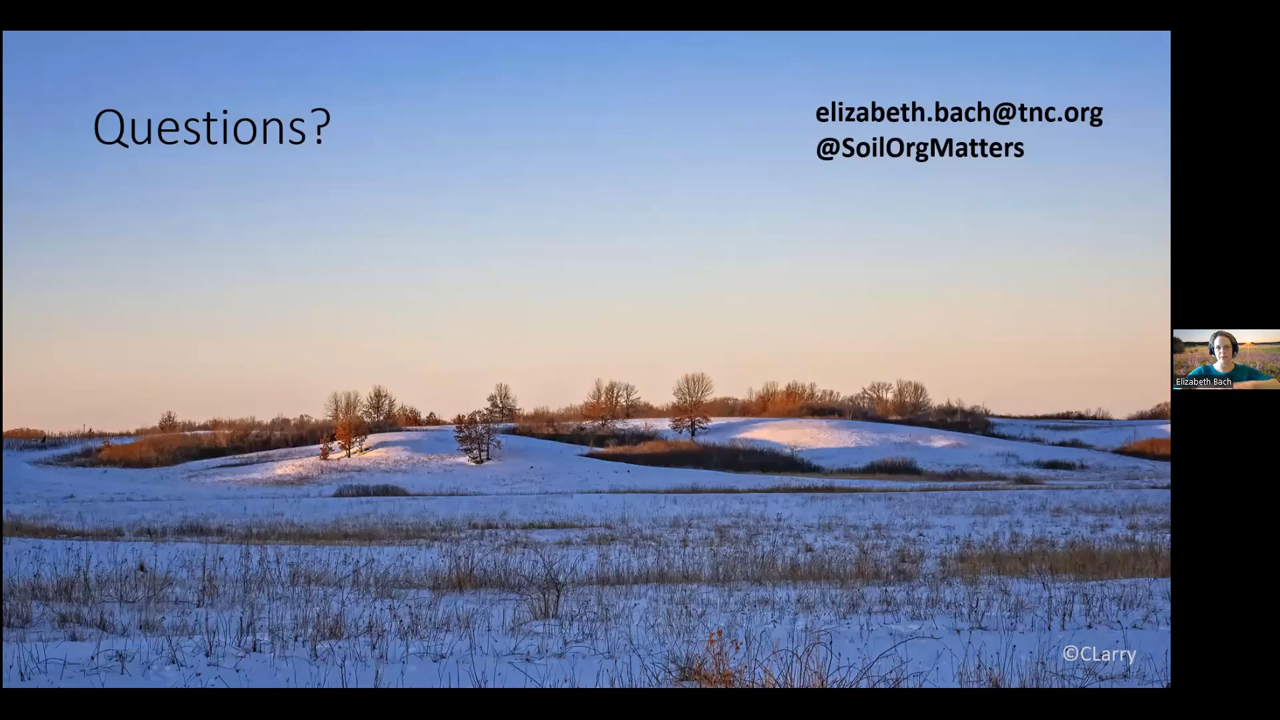 Questions?
elizabeth.bach@tnc.org
@SoilOrgMatters
Elizabeth Bach
©CLarry